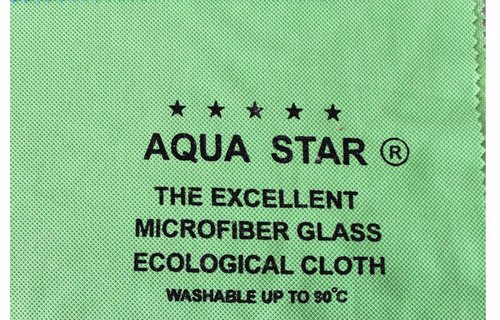 ★ ★ ★ ★ ★
AQUA STAR ®
THE EXCELLENT
MICROFIBER GLASS
ECOLOGICAL CLOTH
WASHABLE UP TO 90°C